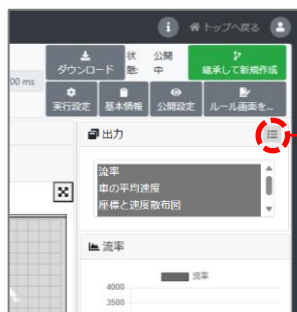 トップへ戻る
ダウンロード
状態:
公開中
継承して新規作成
00 ms
実行設定
基本情報
公開設定
ルール画面を...
出力
流率
車の平均速度
座標と速度散布図
流率
流率
4000
3500